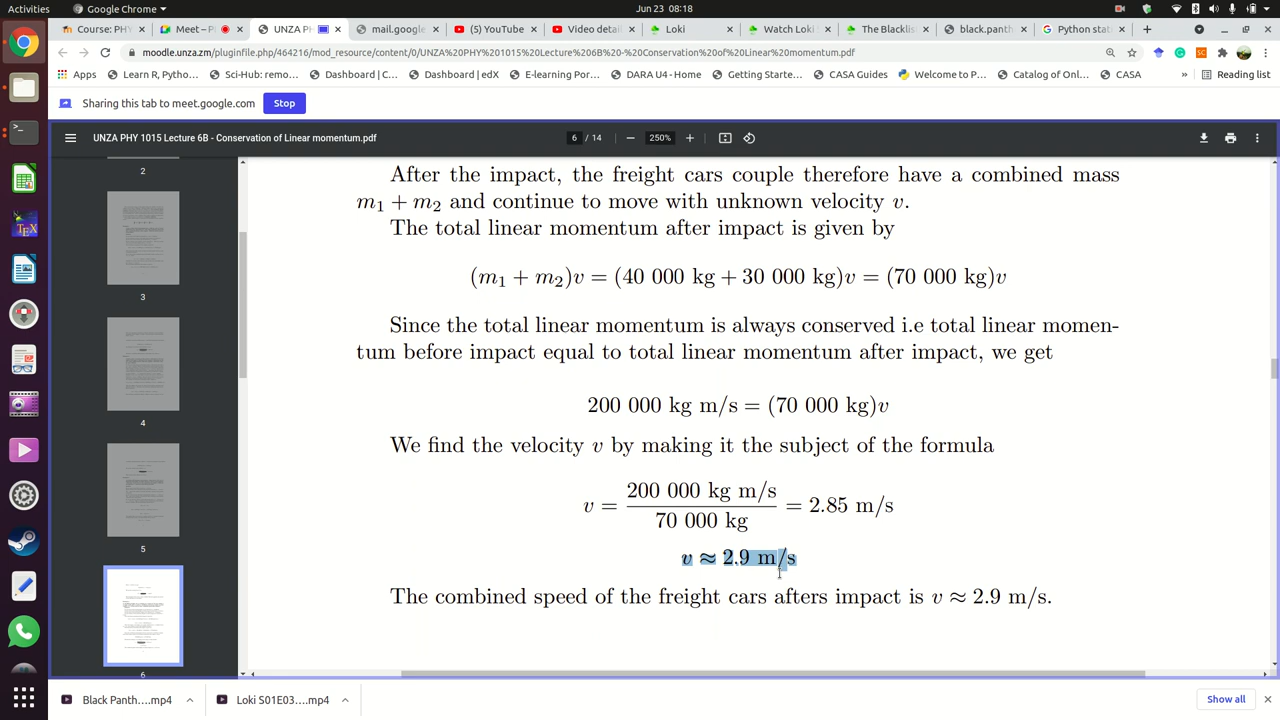 Activities
Google Chrome
Jun 23 08:18
Course: PHY
Meet –
UNZA P
mail.google
(5) YouTube
Video detail
Loki
Watch Loki
The Blacklis
black.panth
Python stat
moodle.unza.zm/pluginfile.php/464216/mod_resource/content/0/UNZA%20PHY%201015%20Lecture%206B%20-%20Conservation%20of%20Linear%20momentum.pdf
Apps
Learn R, Pytho...
Sci-Hub: remo...
Dashboard | C...
Dashboard | edX
E-learning Por...
DARA U4 - Home
Getting Starte...
CASA Guides
Welcome to P...
Catalog of Onl...
CASA
»
Reading list
Sharing this tab to meet.google.com
Stop
UNZA PHY 1015 Lecture 6B - Conservation of Linear momentum.pdf
6 / 14
250%
2
3
4
5
6
After the impact, the freight cars couple therefore have a combined mass
m₁ + m₂ and continue to move with unknown velocity v.
The total linear momentum after impact is given by
(m₁ + m₂)v = (40 000 kg + 30 000 kg)v = (70 000 kg)v
Since the total linear momentum is always conserved i.e total linear momen-
tum before impact equal to total linear momentum after impact, we get
200 000 kg m/s = (70 000 kg)v
We find the velocity v by making it the subject of the formula
v = 200 000 kg m/s / 70 000 kg = 2.85 m/s
v ≈ 2.9 m/s
The combined speed of the freight cars afters impact is v ≈ 2.9 m/s.
Black Panth....mp4
Loki S01E03....mp4
Show all